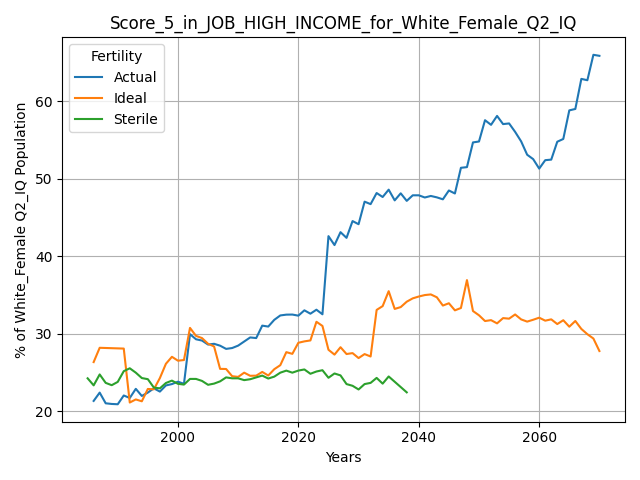 Score_5_in_JOB_HIGH_INCOME_for_White_Female_Q2_IQ
Fertility
Actual
Ideal
Sterile
% of White_Female Q2_IQ Population
60
50
40
30
20
2000 2020 2040 2060
Years